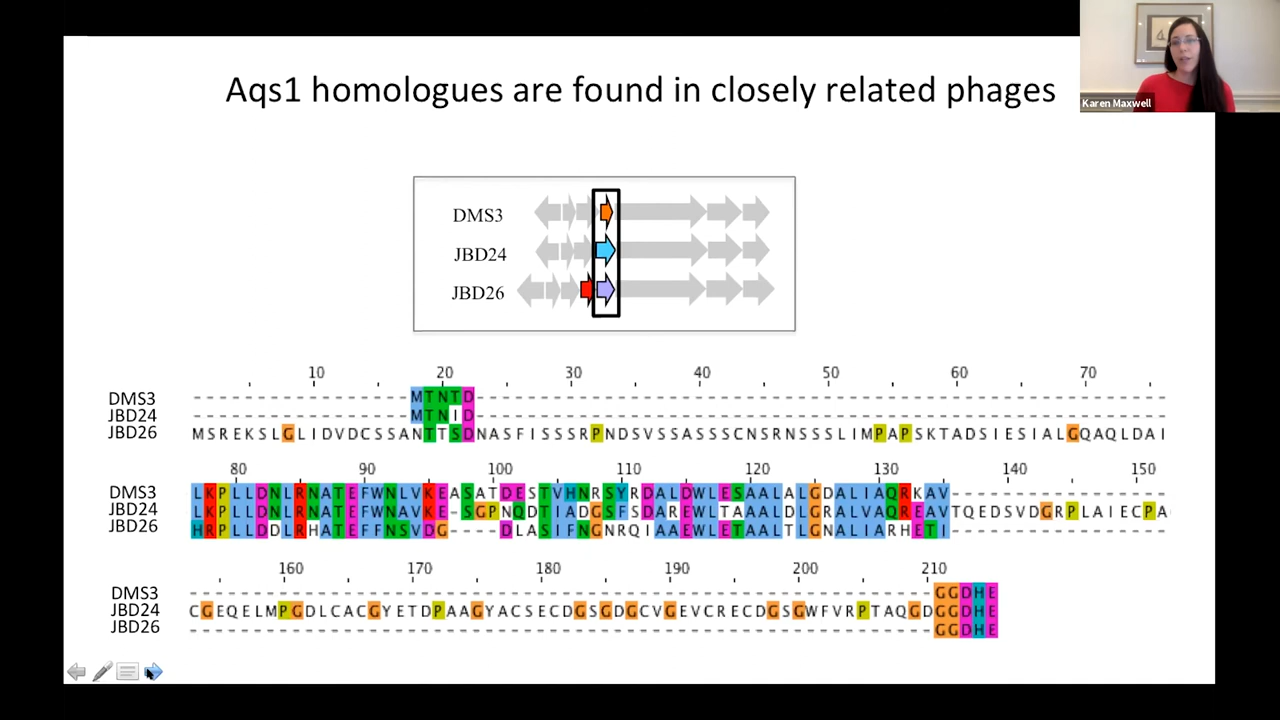 Aqs1 homologues are found in closely related phages
Karen Maxwell
DMS3
JBD24
JBD26
10 20 30 40 50 60 70
DMS3 -----------------MTNTD------------------------------------------------------
JBD24 -----------------MTNID------------------------------------------------------
JBD26 MSREKSLGLIDVDCSSANTTSDNASFISSSRPNDSVSSASSSCNSRNSSSLIMPAPSKTADSIESIALGQAQLDAI
80 90 100 110 120 130 140 150
DMS3 LKPLLDNLRNATEFWNLVKEASATDESTVHNRSYRDALDWLESAALALGDALIAQRKAV-----------------
JBD24 LKPLLDNLRNATEFWNAVKE-SGPNQDTIADGSFSDAREWLTAAALDLGRALVAQREAVTQEDSVDGRPLAIECPA
JBD26 HRPLLDDLRHATEFFNSVDG----DLASIFNGNRQIAAEWLETAALTLGNALIARHETI-----------------
160 170 180 190 200 210
DMS3 ----------------------------------------------------------GGDHE
JBD24 CGEQELMPGDLCACGYETDPAAGYACSECDGSGDGCVGEVCRECDGSGWFVRPTAQGDGGDHE
JBD26 ----------------------------------------------------------GGDHE